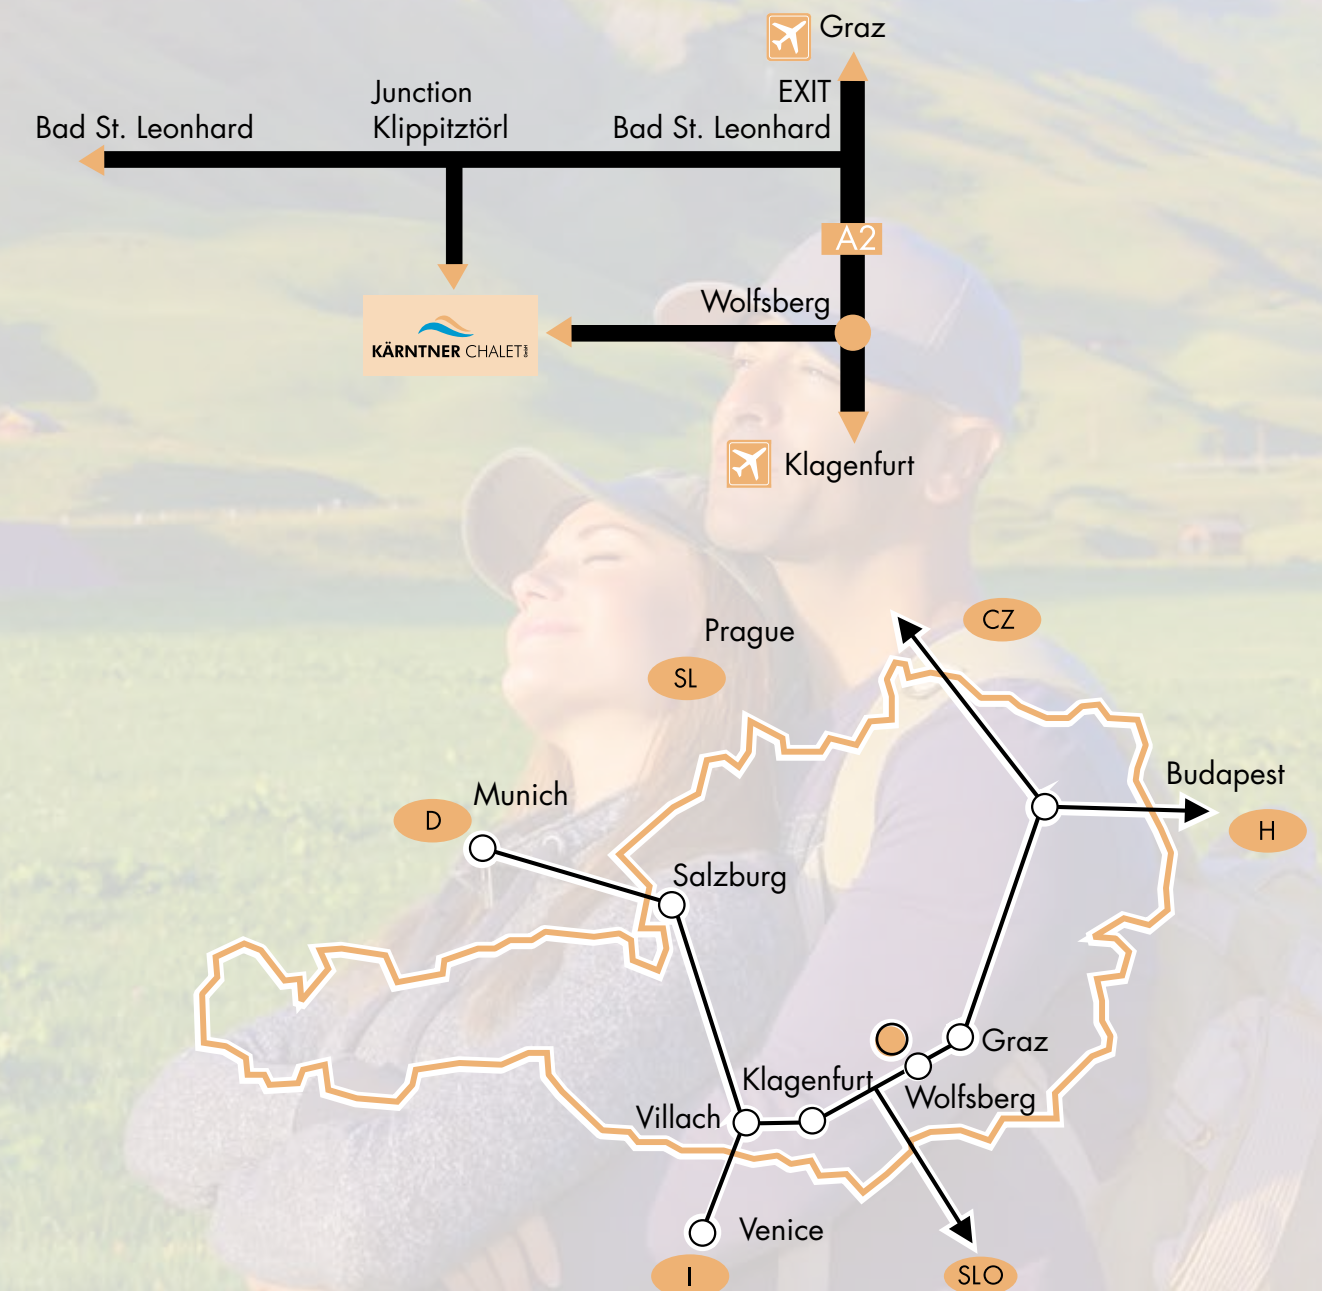 Graz
EXIT
Junction
Klippitztörl
Bad St. Leonhard
Bad St. Leonhard
A2
Wolfsberg
KÄRNTNER CHALET
Klagenfurt
CZ
Prague
SL
Budapest
H
Munich
D
Salzburg
Graz
Klagenfurt
Wolfsberg
Villach
Venice
I
SLO